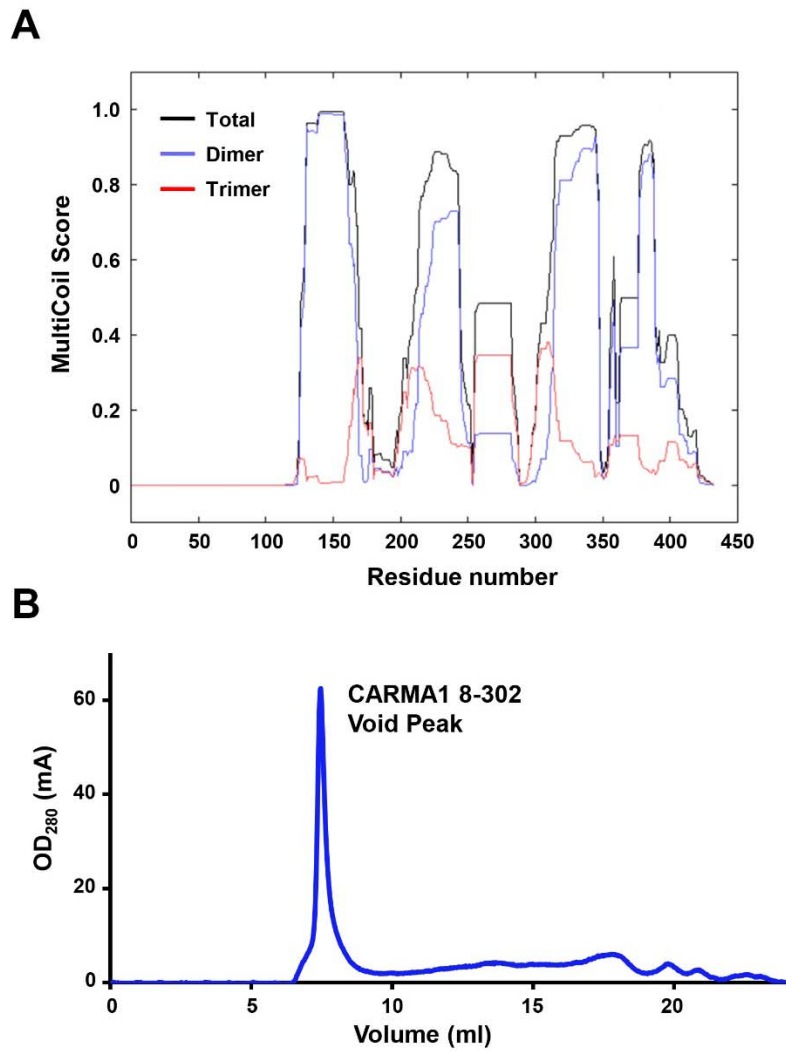 A
Total
Dimer
Trimer
MultiCoil Score
1.0
0.8
0.6
0.4
0.2
0
0 50 100 150 200 250 300 350 400 450
Residue number
B
CARMA1 8-302
Void Peak
OD₂₈₀ (mA)
60
40
20
0
0 5 10 15 20
Volume (ml)